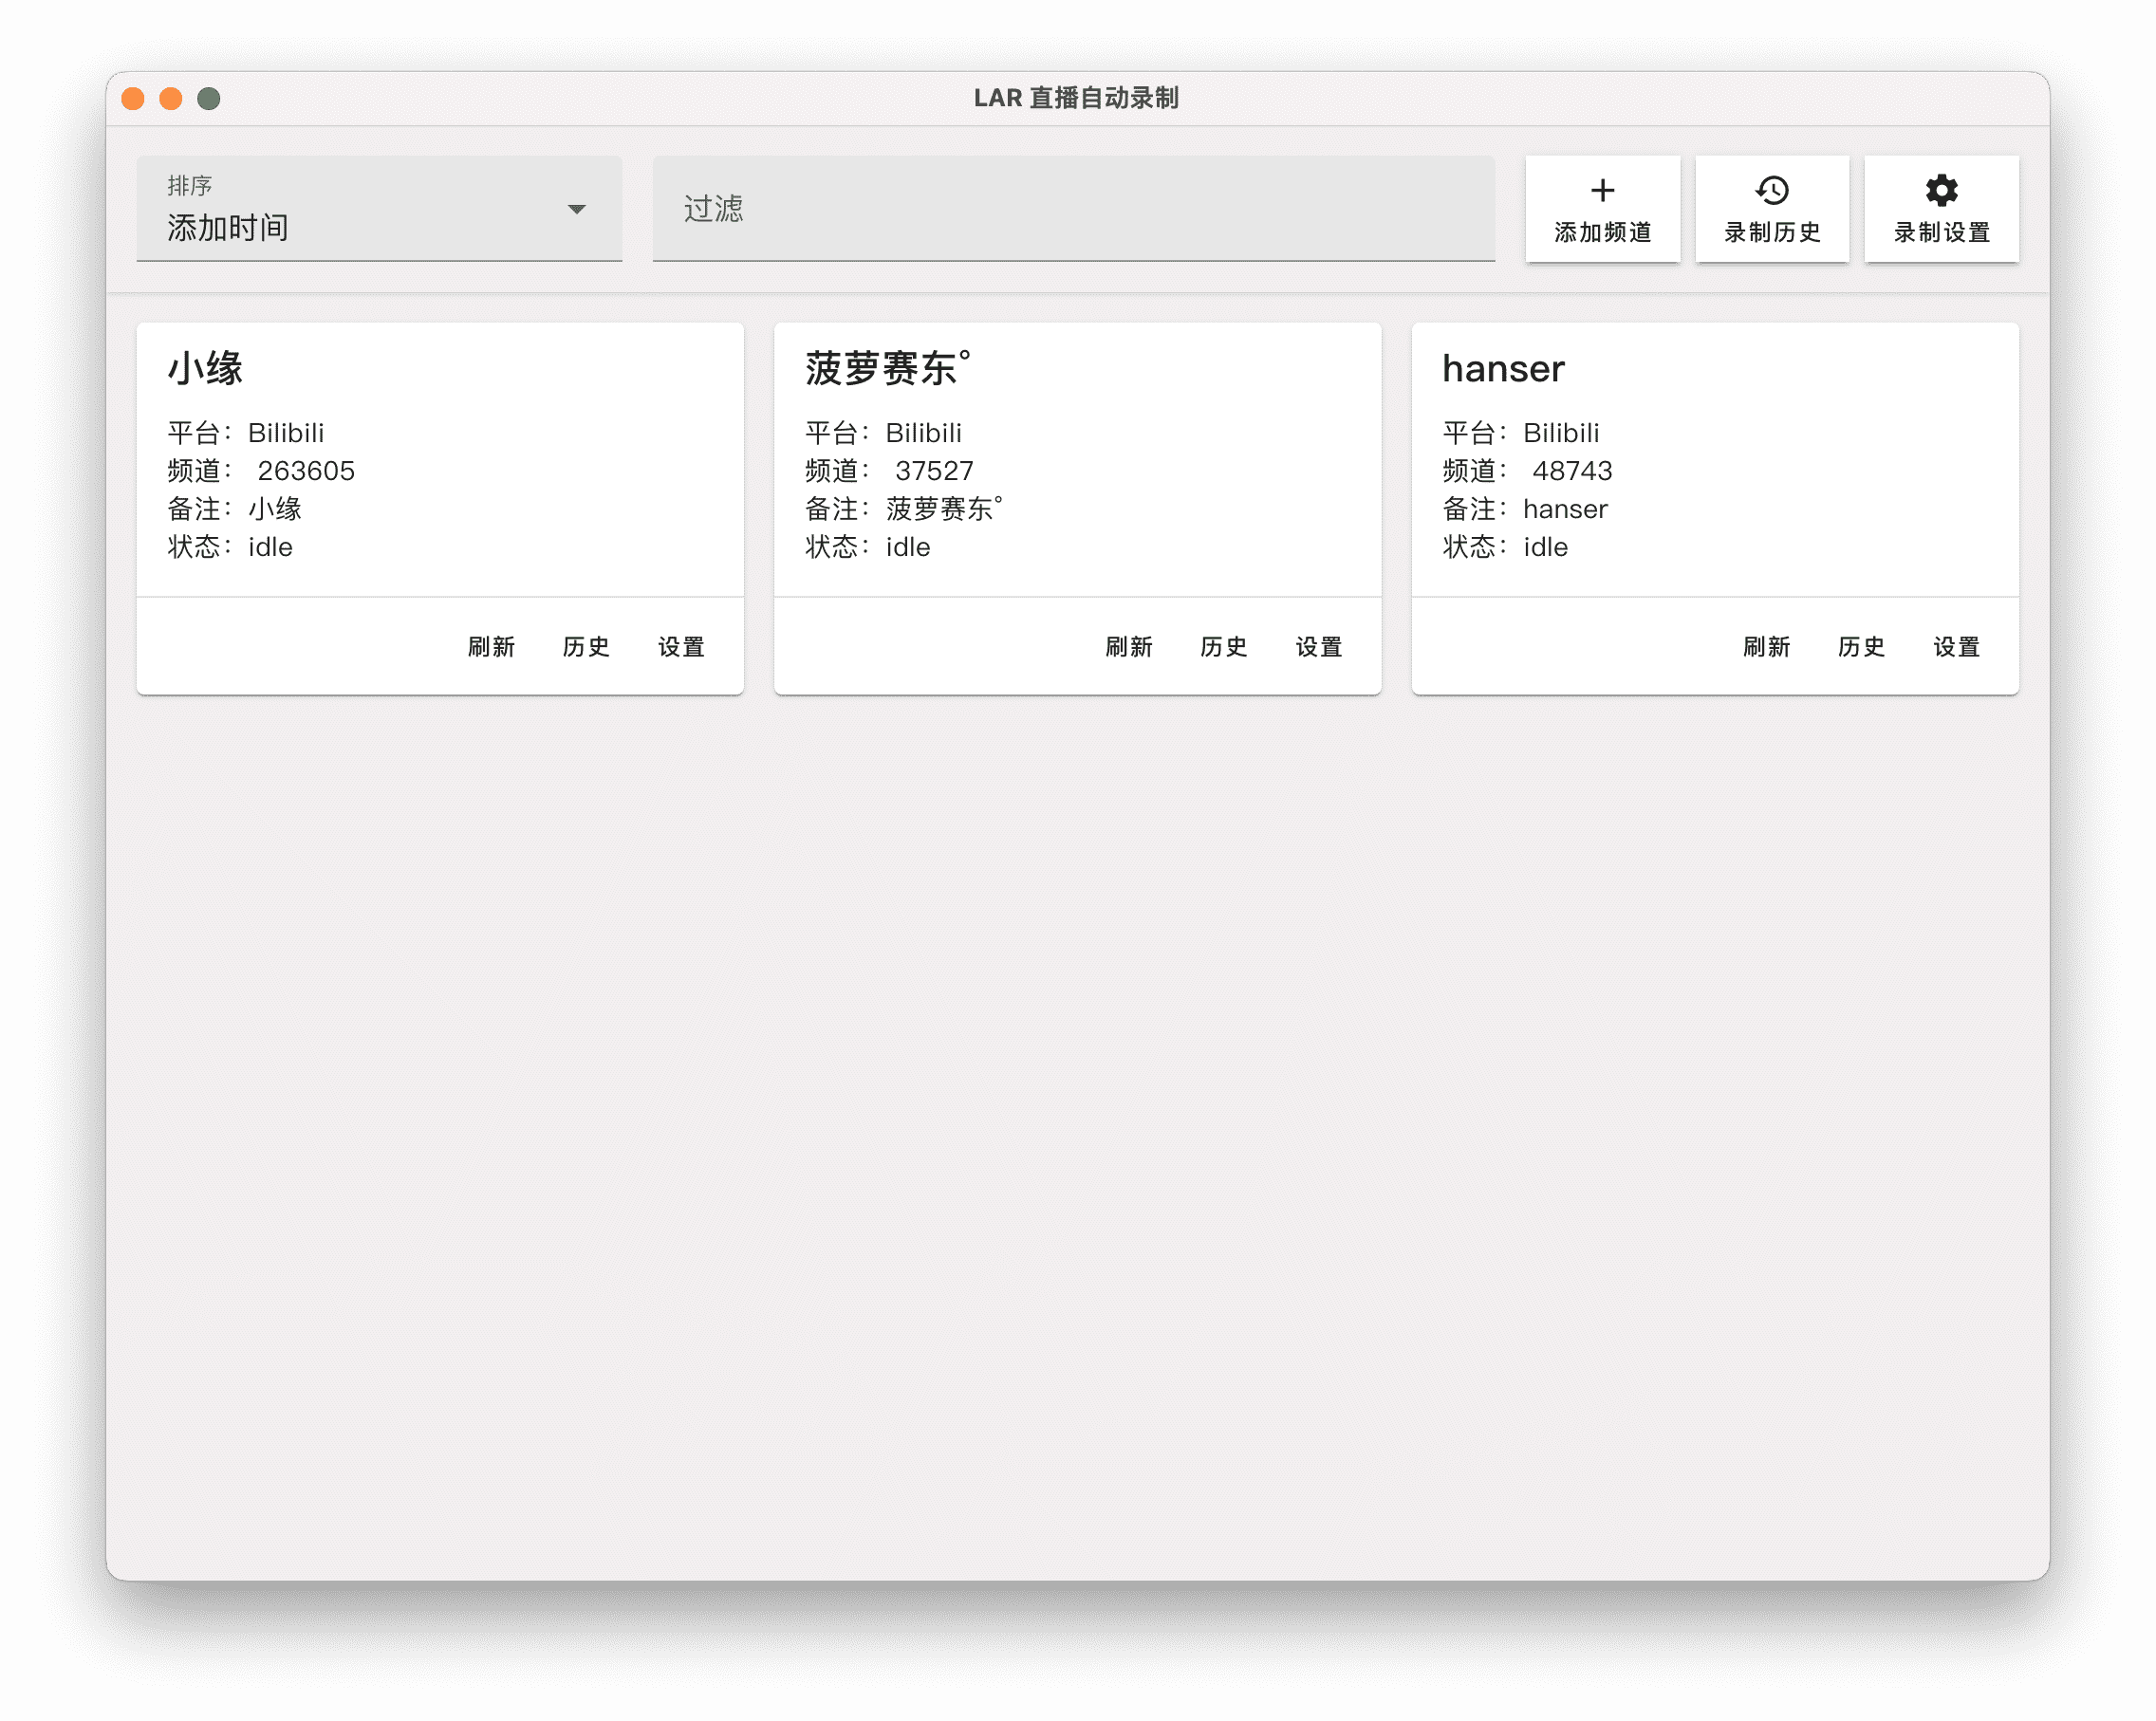 LAR 直播自动录制
排序
添加时间
过滤
添加频道
录制历史
录制设置
小缘
平台：Bilibili
频道： 263605
备注：小缘
状态：idle
刷新 历史 设置
菠萝赛东°
平台：Bilibili
频道： 37527
备注：菠萝赛东°
状态：idle
刷新 历史 设置
hanser
平台：Bilibili
频道： 48743
备注：hanser
状态：idle
刷新 历史 设置